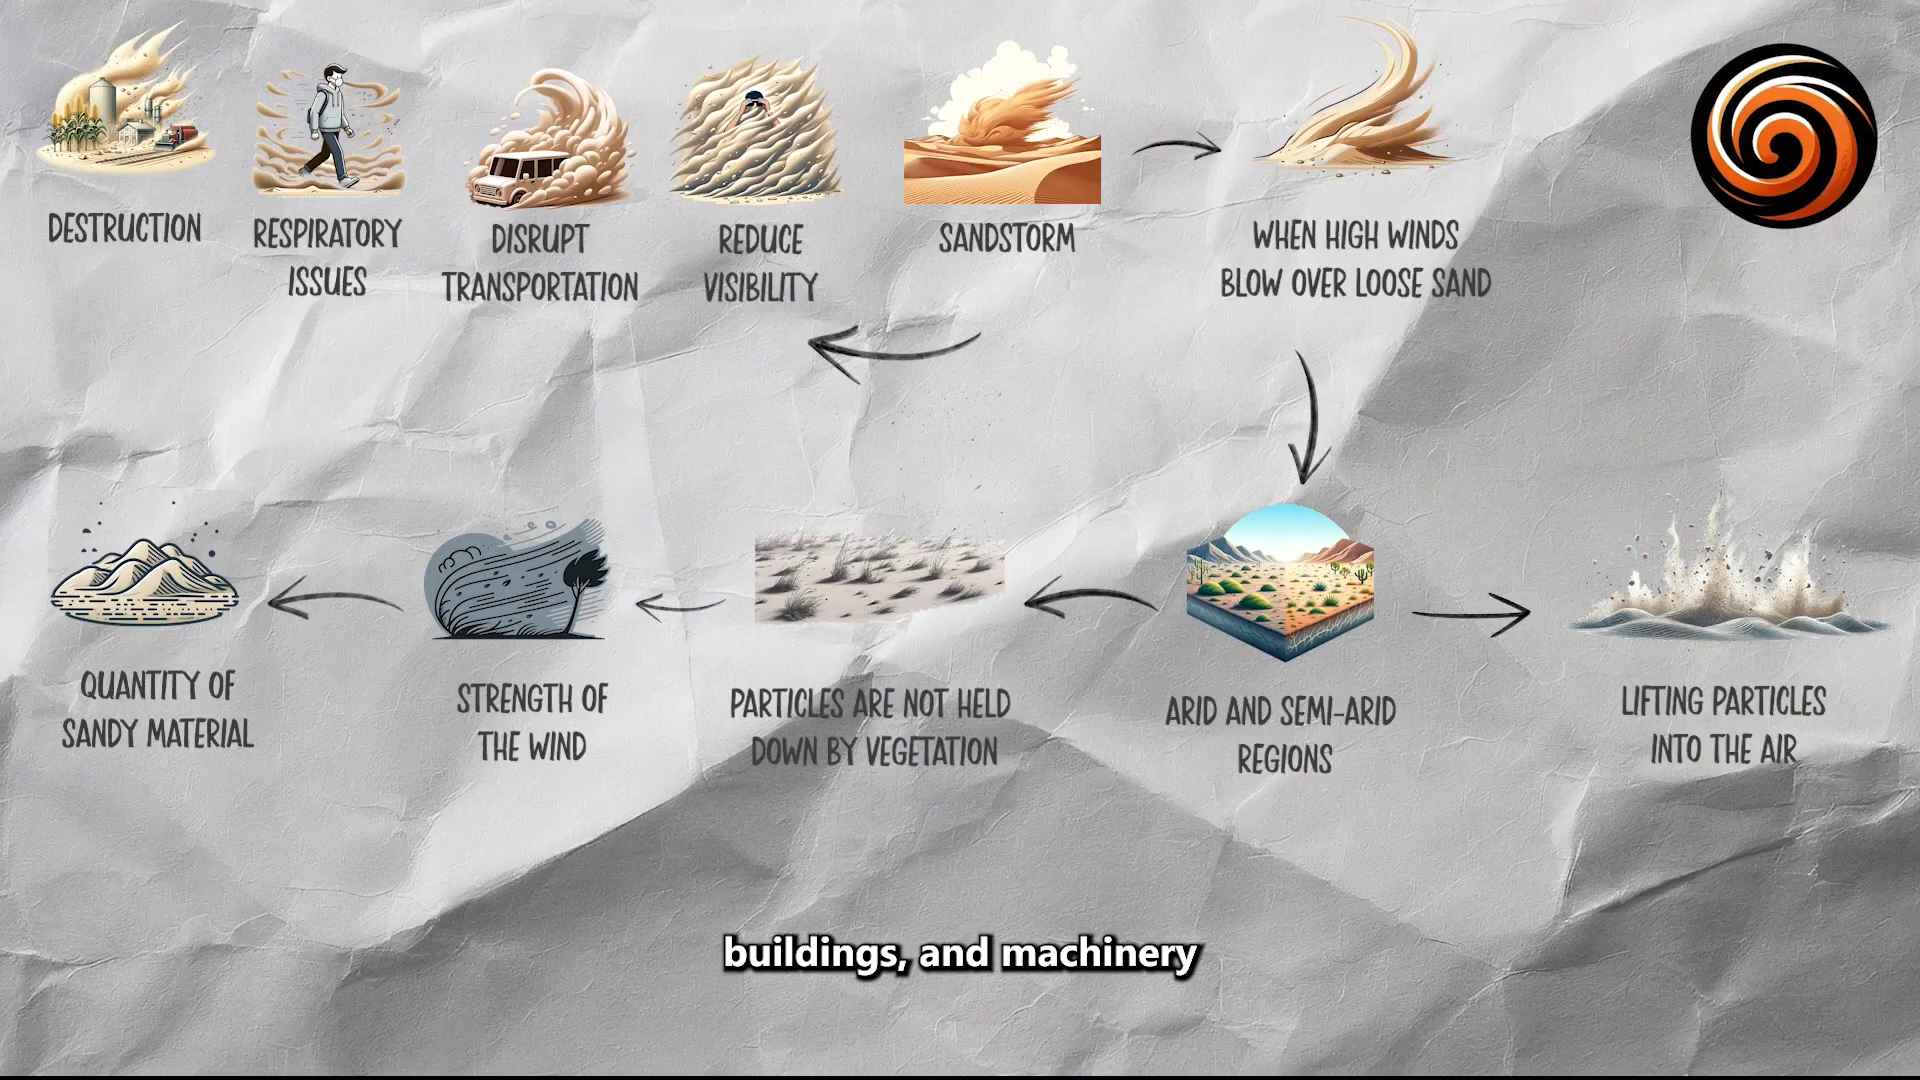 DESTRUCTION
RESPIRATORY
ISSUES
DISRUPT
TRANSPORTATION
REDUCE
VISIBILITY
SANDSTORM
WHEN HIGH WINDS
BLOW OVER LOOSE SAND
QUANTITY OF
SANDY MATERIAL
STRENGTH OF
THE WIND
PARTICLES ARE NOT HELD
DOWN BY VEGETATION
ARID AND SEMI-ARID
REGIONS
LIFTING PARTICLES
INTO THE AIR
buildings, and machinery